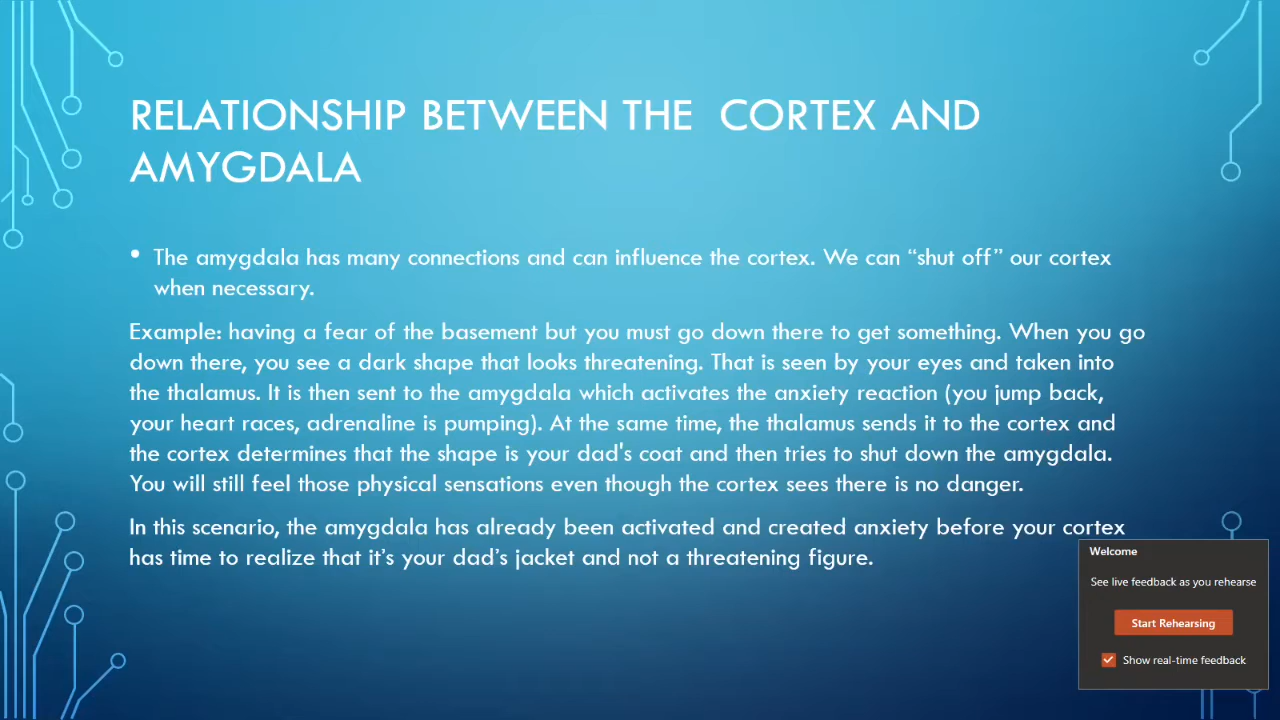 RELATIONSHIP BETWEEN THE CORTEX AND
AMYGDALA
• The amygdala has many connections and can influence the cortex. We can “shut off” our cortex
when necessary.
Example: having a fear of the basement but you must go down there to get something. When you go
down there, you see a dark shape that looks threatening. That is seen by your eyes and taken into
the thalamus. It is then sent to the amygdala which activates the anxiety reaction (you jump back,
your heart races, adrenaline is pumping). At the same time, the thalamus sends it to the cortex and
the cortex determines that the shape is your dad's coat and then tries to shut down the amygdala.
You will still feel those physical sensations even though the cortex sees there is no danger.
In this scenario, the amygdala has already been activated and created anxiety before your cortex
has time to realize that it’s your dad’s jacket and not a threatening figure.
Welcome
See live feedback as you rehearse
Start Rehearsing
Show real-time feedback